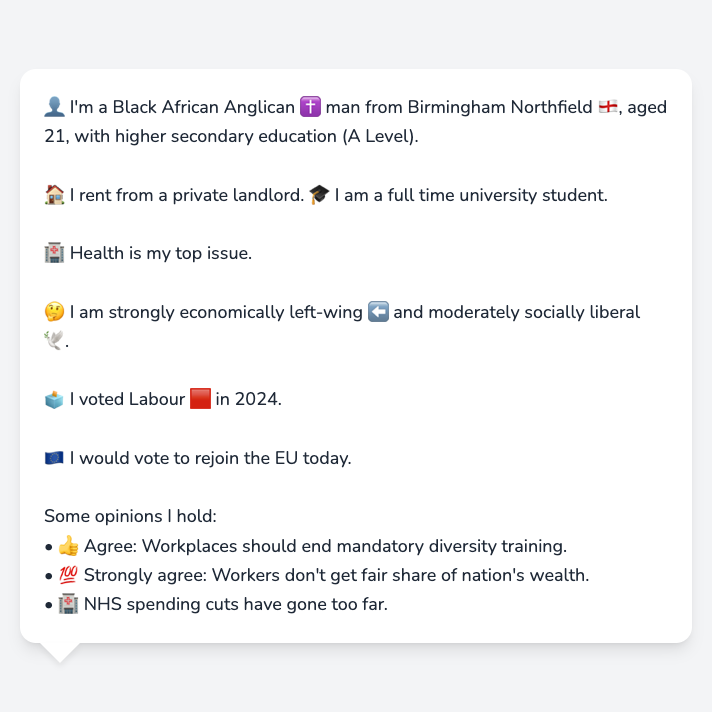 👤 I'm a Black African Anglican ✝️ man from Birmingham Northfield 🏴󠁧󠁢󠁥󠁮󠁧󠁿, aged
21, with higher secondary education (A Level).
🏠 I rent from a private landlord. 🎓 I am a full time university student.
🏥 Health is my top issue.
🤔 I am strongly economically left-wing ⬅️ and moderately socially liberal
🕊️.
🗳️ I voted Labour 🟥 in 2024.
🇪🇺 I would vote to rejoin the EU today.
Some opinions I hold:
• 👍 Agree: Workplaces should end mandatory diversity training.
• 💯 Strongly agree: Workers don't get fair share of nation's wealth.
• 🏥 NHS spending cuts have gone too far.